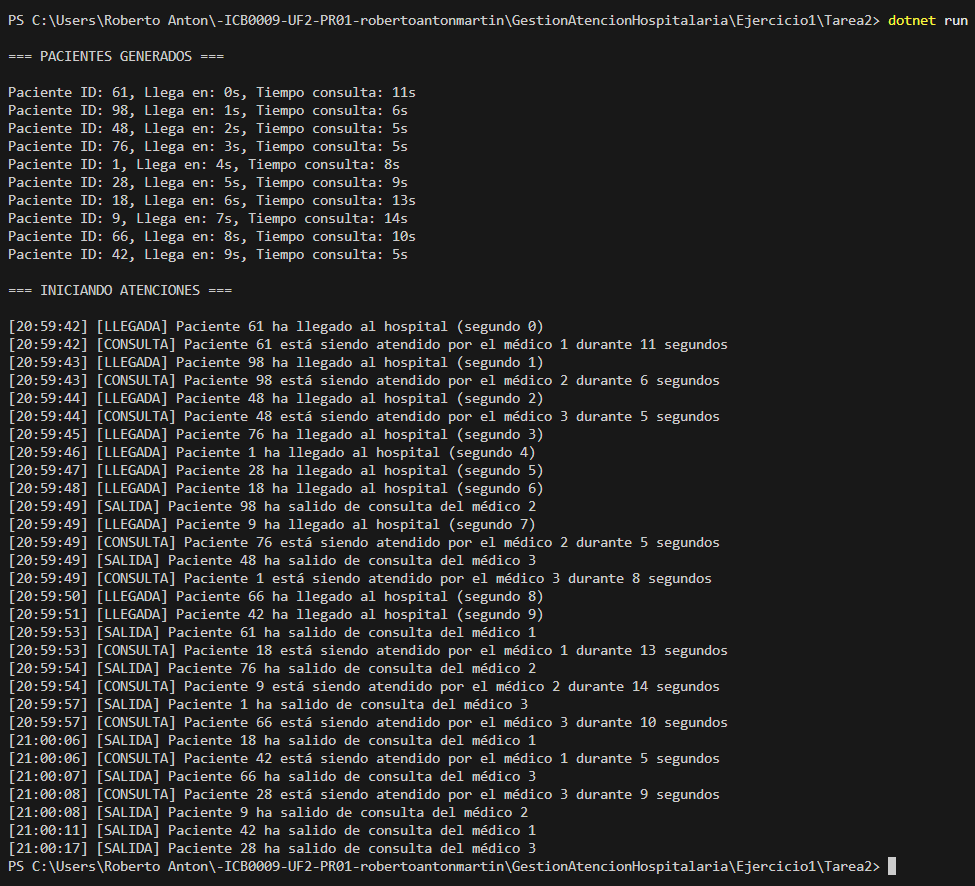 PS C:\Users\Roberto Anton\-ICB0009-UF2-PR01-robertoantonmartin\GestionAtencionHospitalaria\Ejercicio1\Tarea2> dotnet run
=== PACIENTES GENERADOS ===
Paciente ID: 61, Llega en: 0s, Tiempo consulta: 11s
Paciente ID: 98, Llega en: 1s, Tiempo consulta: 6s
Paciente ID: 48, Llega en: 2s, Tiempo consulta: 5s
Paciente ID: 76, Llega en: 3s, Tiempo consulta: 5s
Paciente ID: 1, Llega en: 4s, Tiempo consulta: 8s
Paciente ID: 28, Llega en: 5s, Tiempo consulta: 9s
Paciente ID: 18, Llega en: 6s, Tiempo consulta: 13s
Paciente ID: 9, Llega en: 7s, Tiempo consulta: 14s
Paciente ID: 66, Llega en: 8s, Tiempo consulta: 10s
Paciente ID: 42, Llega en: 9s, Tiempo consulta: 5s
=== INICIANDO ATENCIONES ===
[20:59:42] [LLEGADA] Paciente 61 ha llegado al hospital (segundo 0)
[20:59:42] [CONSULTA] Paciente 61 está siendo atendido por el médico 1 durante 11 segundos
[20:59:43] [LLEGADA] Paciente 98 ha llegado al hospital (segundo 1)
[20:59:43] [CONSULTA] Paciente 98 está siendo atendido por el médico 2 durante 6 segundos
[20:59:44] [LLEGADA] Paciente 48 ha llegado al hospital (segundo 2)
[20:59:44] [CONSULTA] Paciente 48 está siendo atendido por el médico 3 durante 5 segundos
[20:59:45] [LLEGADA] Paciente 76 ha llegado al hospital (segundo 3)
[20:59:46] [LLEGADA] Paciente 1 ha llegado al hospital (segundo 4)
[20:59:47] [LLEGADA] Paciente 28 ha llegado al hospital (segundo 5)
[20:59:48] [LLEGADA] Paciente 18 ha llegado al hospital (segundo 6)
[20:59:49] [SALIDA] Paciente 98 ha salido de consulta del médico 2
[20:59:49] [LLEGADA] Paciente 9 ha llegado al hospital (segundo 7)
[20:59:49] [CONSULTA] Paciente 76 está siendo atendido por el médico 2 durante 5 segundos
[20:59:49] [SALIDA] Paciente 48 ha salido de consulta del médico 3
[20:59:49] [CONSULTA] Paciente 1 está siendo atendido por el médico 3 durante 8 segundos
[20:59:50] [LLEGADA] Paciente 66 ha llegado al hospital (segundo 8)
[20:59:51] [LLEGADA] Paciente 42 ha llegado al hospital (segundo 9)
[20:59:53] [SALIDA] Paciente 61 ha salido de consulta del médico 1
[20:59:53] [CONSULTA] Paciente 18 está siendo atendido por el médico 1 durante 13 segundos
[20:59:54] [SALIDA] Paciente 76 ha salido de consulta del médico 2
[20:59:54] [CONSULTA] Paciente 9 está siendo atendido por el médico 2 durante 14 segundos
[20:59:57] [SALIDA] Paciente 1 ha salido de consulta del médico 3
[20:59:57] [CONSULTA] Paciente 66 está siendo atendido por el médico 3 durante 10 segundos
[21:00:06] [SALIDA] Paciente 18 ha salido de consulta del médico 1
[21:00:06] [CONSULTA] Paciente 42 está siendo atendido por el médico 1 durante 5 segundos
[21:00:07] [SALIDA] Paciente 66 ha salido de consulta del médico 3
[21:00:08] [CONSULTA] Paciente 28 está siendo atendido por el médico 3 durante 9 segundos
[21:00:08] [SALIDA] Paciente 9 ha salido de consulta del médico 2
[21:00:11] [SALIDA] Paciente 42 ha salido de consulta del médico 1
[21:00:17] [SALIDA] Paciente 28 ha salido de consulta del médico 3
PS C:\Users\Roberto Anton\-ICB0009-UF2-PR01-robertoantonmartin\GestionAtencionHospitalaria\Ejercicio1\Tarea2>